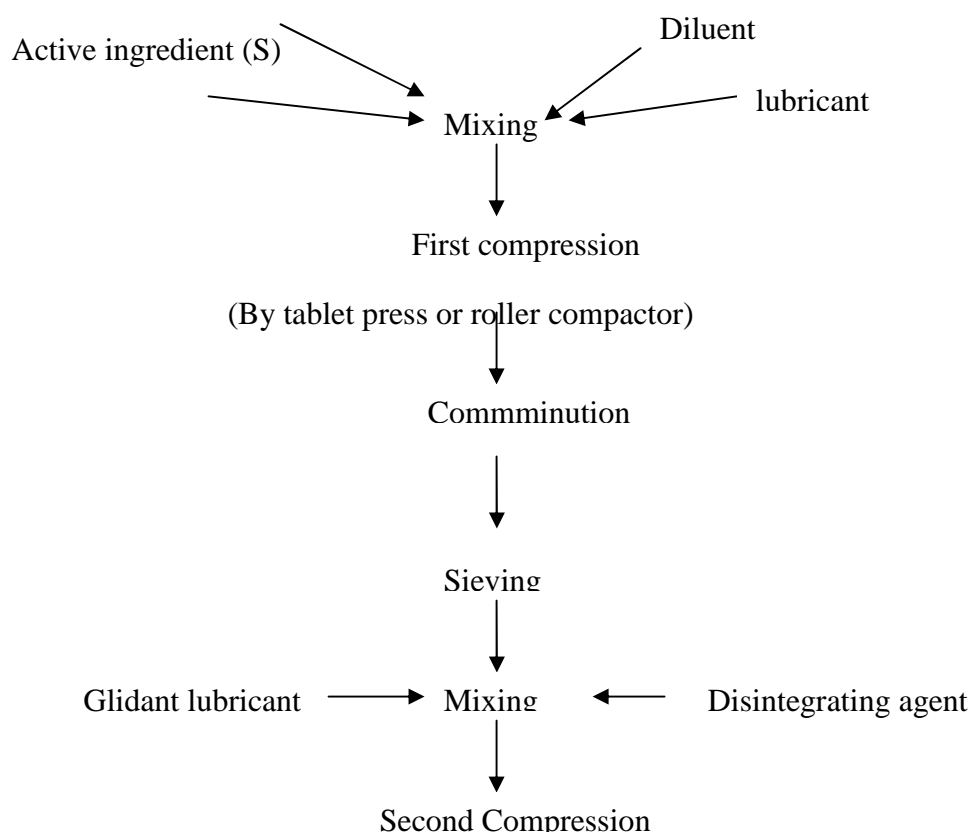 Diluent
Active ingredient (S)
lubricant
Mixing
First compression
(By tablet press or roller compactor)
Commminution
Sieving
Glidant lubricant
Mixing
Disintegrating agent
Second Compression